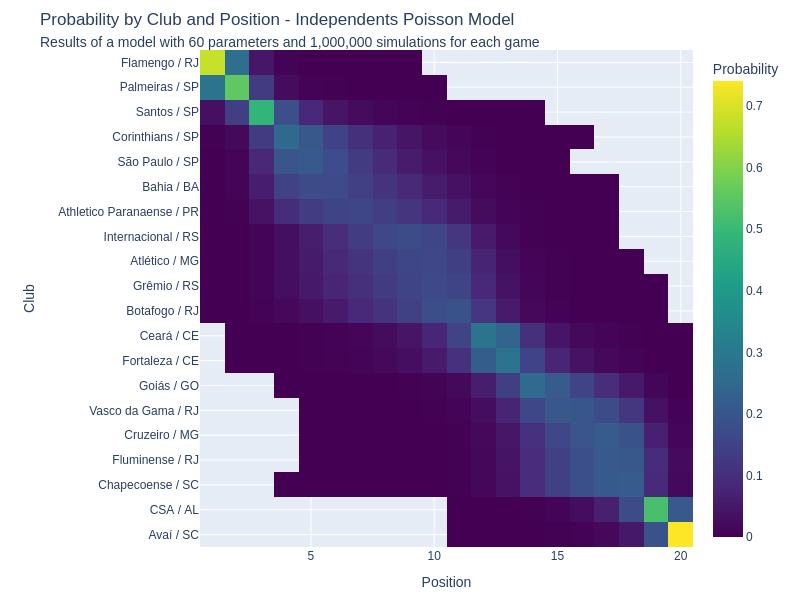 Probability by Club and Position - Independents Poisson Model
Results of a model with 60 parameters and 1,000,000 simulations for each game
Probability
Flamengo / RJ
Palmeiras / SP
Santos / SP
Corinthians / SP
São Paulo / SP
Bahia / BA
Athletico Paranaense / PR
Internacional / RS
Atlético / MG
Grêmio / RS
Botafogo / RJ
Ceará / CE
Fortaleza / CE
Goiás / GO
Vasco da Gama / RJ
Cruzeiro / MG
Fluminense / RJ
Chapecoense / SC
CSA / AL
Avaí / SC
Club
5
10
15
20
Position
0.7
0.6
0.5
0.4
0.3
0.2
0.1
0